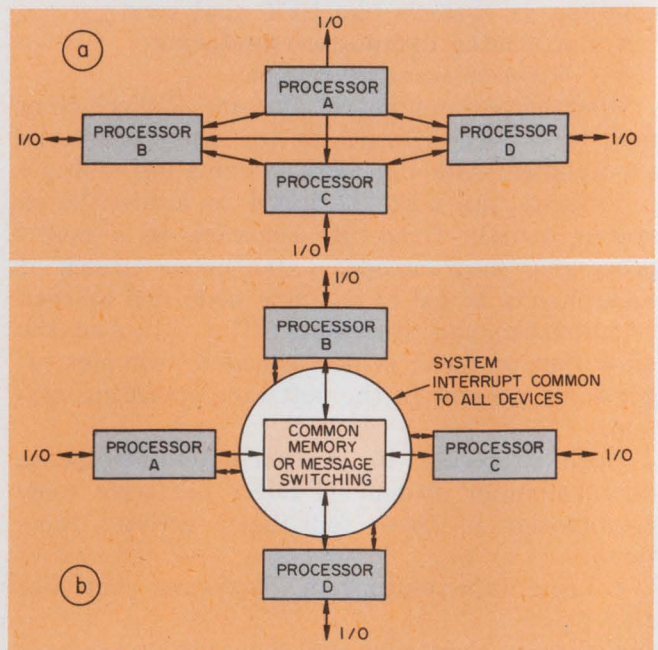 a
I/O
PROCESSOR
A
I/O
PROCESSOR
B
PROCESSOR
D
I/O
PROCESSOR
C
I/O
I/O
PROCESSOR
B
SYSTEM
INTERRUPT COMMON
TO ALL DEVICES
I/O
PROCESSOR
A
COMMON
MEMORY
OR MESSAGE
SWITCHING
PROCESSOR
C
I/O
PROCESSOR
D
b
I/O